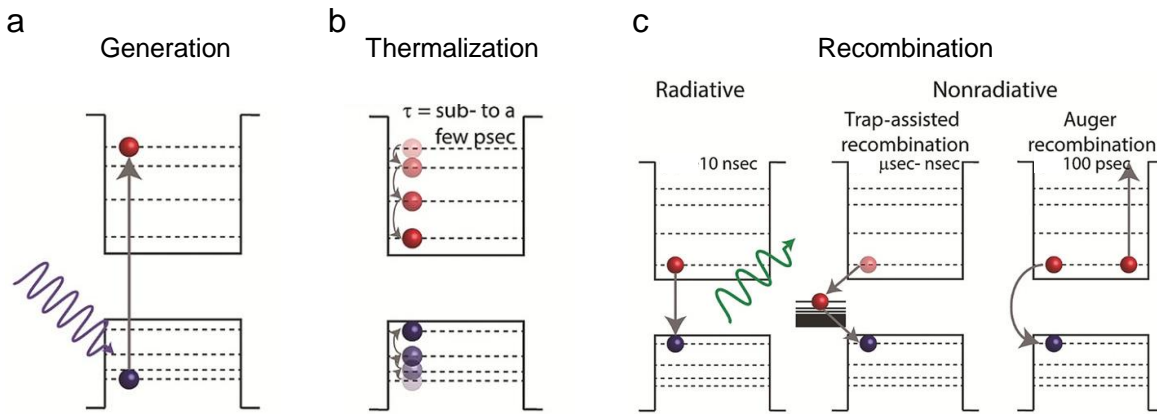 a
Generation
b
Thermalization
τ = sub- to a
few psec
c
Recombination
Radiative
Nonradiative
10 nsec
Trap-assisted
recombination
μsec- nsec
Auger
recombination
100 psec